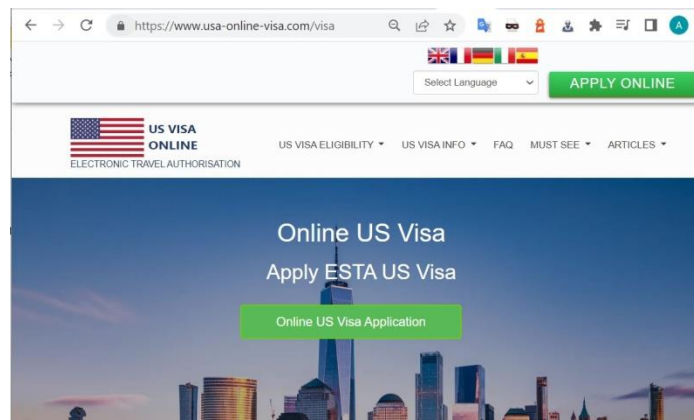 https://www.usa-online-visa.com/visa
A
Select Language
APPLY ONLINE
US VISA
ONLINE
ELECTRONIC TRAVEL AUTHORISATION
US VISA ELIGIBILITY
US VISA INFO
FAQ
MUST SEE
ARTICLES
Online US Visa
Apply ESTA US Visa
Online US Visa Application